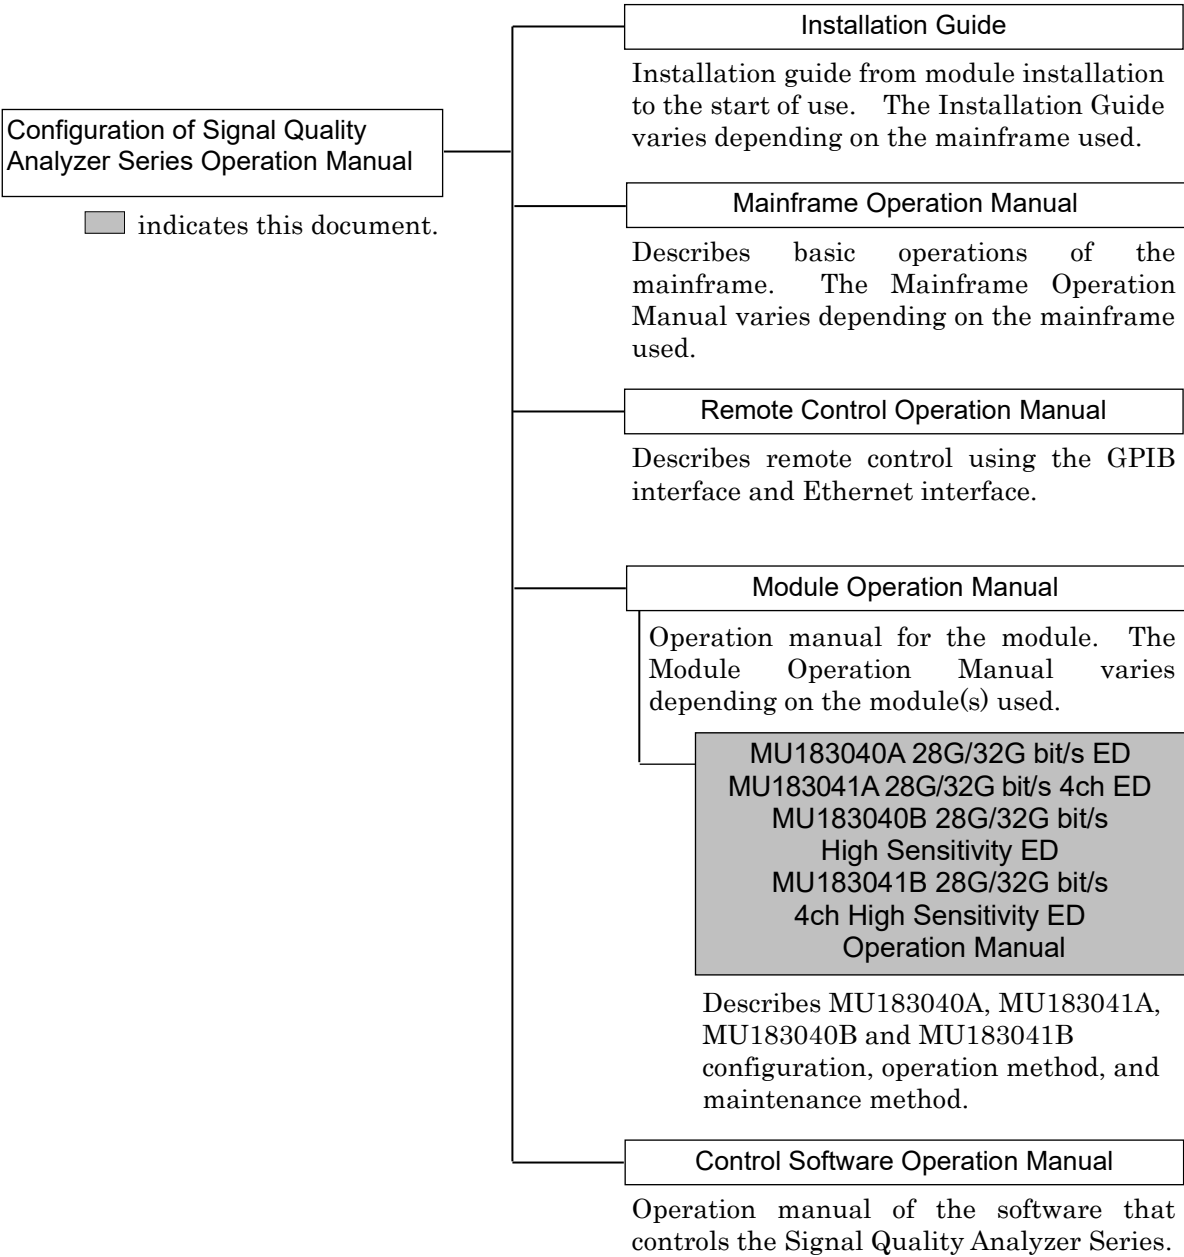 Configuration of Signal Quality
Analyzer Series Operation Manual
indicates this document.
Installation Guide
Installation guide from module installation
to the start of use. The Installation Guide
varies depending on the mainframe used.
Mainframe Operation Manual
Describes basic operations of the
mainframe. The Mainframe Operation
Manual varies depending on the mainframe
used.
Remote Control Operation Manual
Describes remote control using the GPIB
interface and Ethernet interface.
Module Operation Manual
Operation manual for the module. The
Module Operation Manual varies
depending on the module(s) used.
MU183040A 28G/32G bit/s ED
MU183041A 28G/32G bit/s 4ch ED
MU183040B 28G/32G bit/s
High Sensitivity ED
MU183041B 28G/32G bit/s
4ch High Sensitivity ED
Operation Manual
Describes MU183040A, MU183041A,
MU183040B and MU183041B
configuration, operation method, and
maintenance method.
Control Software Operation Manual
Operation manual of the software that
controls the Signal Quality Analyzer Series.